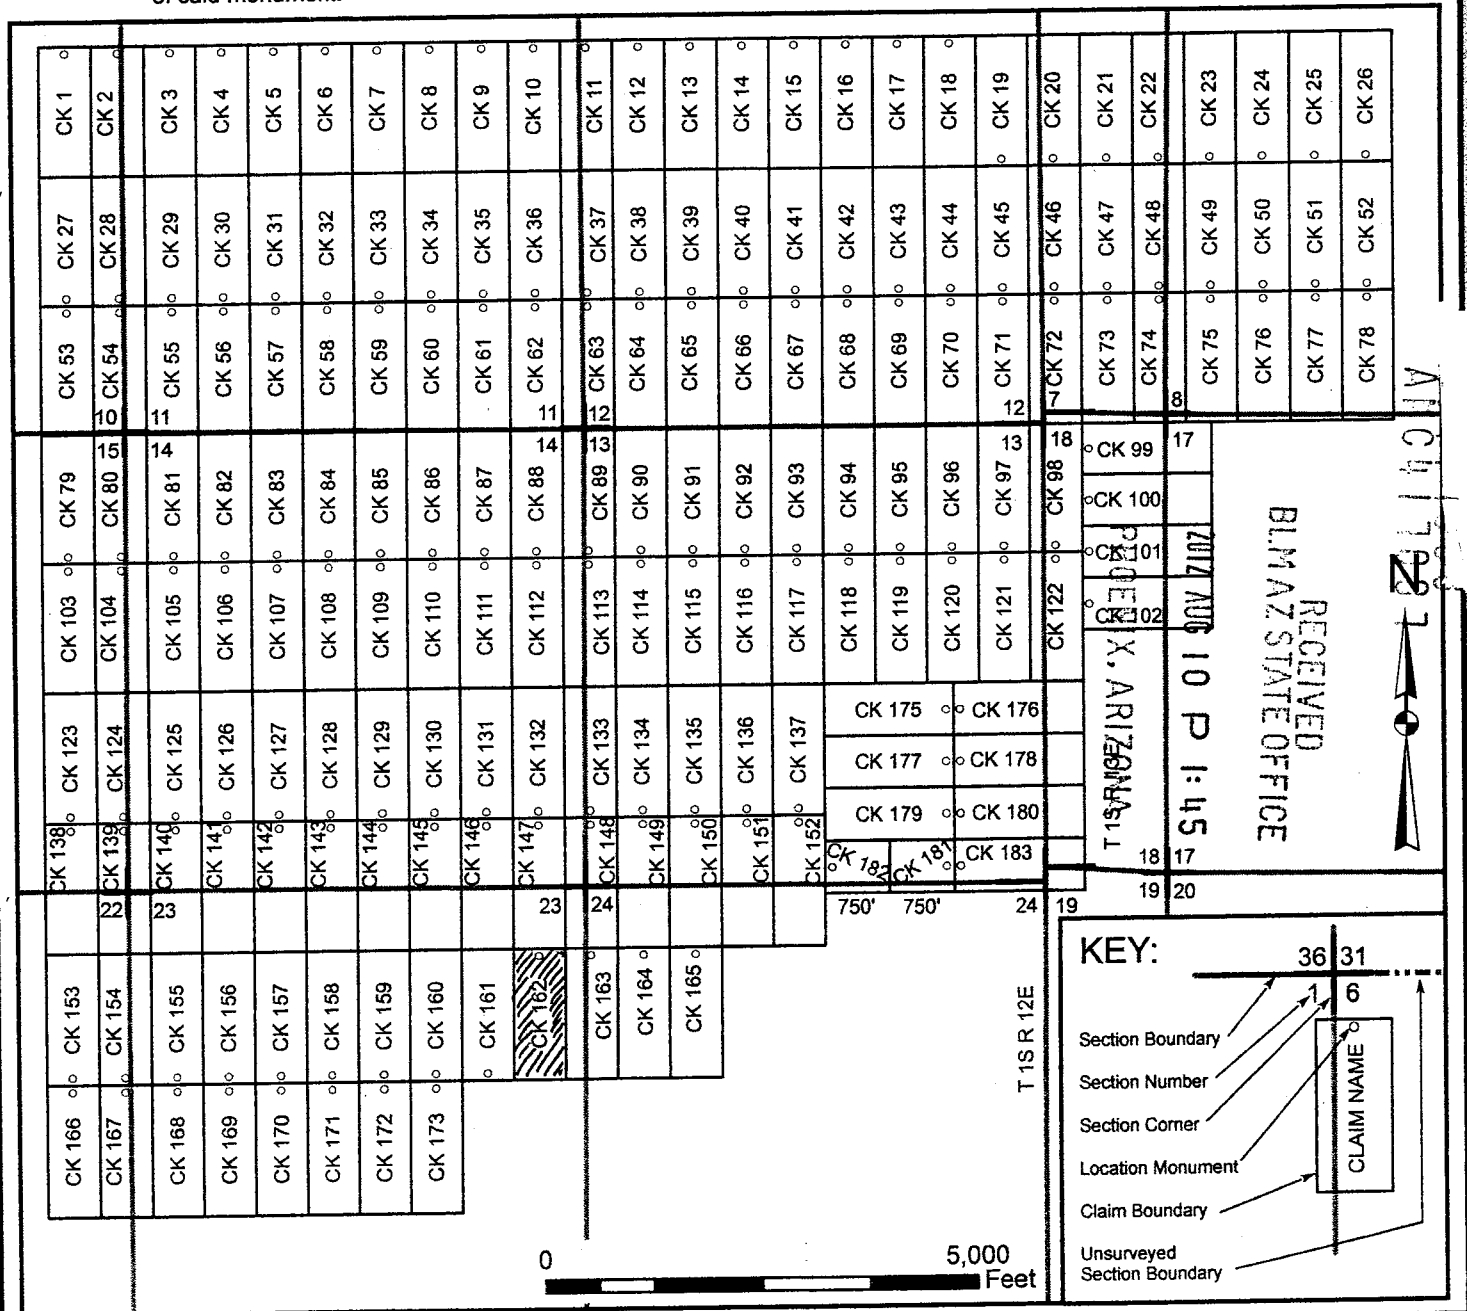 of said monument.
CK 1 CK 2 CK 3 CK 4 CK 5 CK 6 CK 7 CK 8 CK 9 CK 10 CK 11 CK 12 CK 13 CK 14 CK 15 CK 16 CK 17 CK 18 CK 19 CK 20 CK 21 CK 22 CK 23 CK 24 CK 25 CK 26
CK 27 CK 28 CK 29 CK 30 CK 31 CK 32 CK 33 CK 34 CK 35 CK 36 CK 37 CK 38 CK 39 CK 40 CK 41 CK 42 CK 43 CK 44 CK 45 CK 46 CK 47 CK 48 CK 49 CK 50 CK 51 CK 52
CK 53 CK 54 CK 55 CK 56 CK 57 CK 58 CK 59 CK 60 CK 61 CK 62 CK 63 CK 64 CK 65 CK 66 CK 67 CK 68 CK 69 CK 70 CK 71 CK 72 CK 73 CK 74 CK 75 CK 76 CK 77 CK 78
10 11 11 12 12 7 8
15 14 14 13 13 18 17
CK 79 CK 80 CK 81 CK 82 CK 83 CK 84 CK 85 CK 86 CK 87 CK 88 CK 89 CK 90 CK 91 CK 92 CK 93 CK 94 CK 95 CK 96 CK 97 CK 98
CK 99
CK 100
CK 101
CK 102
CK 103 CK 104 CK 105 CK 106 CK 107 CK 108 CK 109 CK 110 CK 111 CK 112 CK 113 CK 114 CK 115 CK 116 CK 117 CK 118 CK 119 CK 120 CK 121 CK 122
CK 123 CK 124 CK 125 CK 126 CK 127 CK 128 CK 129 CK 130 CK 131 CK 132 CK 133 CK 134 CK 135 CK 136 CK 137
CK 175 CK 176
CK 177 CK 178
CK 179 CK 180
CK 182 CK 181 CK 183
CK 138 CK 139 CK 140 CK 141 CK 142 CK 143 CK 144 CK 145 CK 146 CK 147 CK 148 CK 149 CK 150 CK 151 CK 152
18 17
19 20
22 23 23 24 750' 750' 24 19
CK 153 CK 154 CK 155 CK 156 CK 157 CK 158 CK 159 CK 160 CK 161 CK 162 CK 163 CK 164 CK 165
CK 166 CK 167 CK 168 CK 169 CK 170 CK 171 CK 172 CK 173
T 1S R 12E
RECEIVED
BLM AZ STATE OFFICE
2012 AUG 10 P 1:45
PHOENIX, ARIZONA
N
KEY:
36 31
1 6
Section Boundary
Section Number
Section Corner
Location Monument
Claim Boundary
Unsurveyed
Section Boundary
CLAIM NAME
0 5,000
Feet